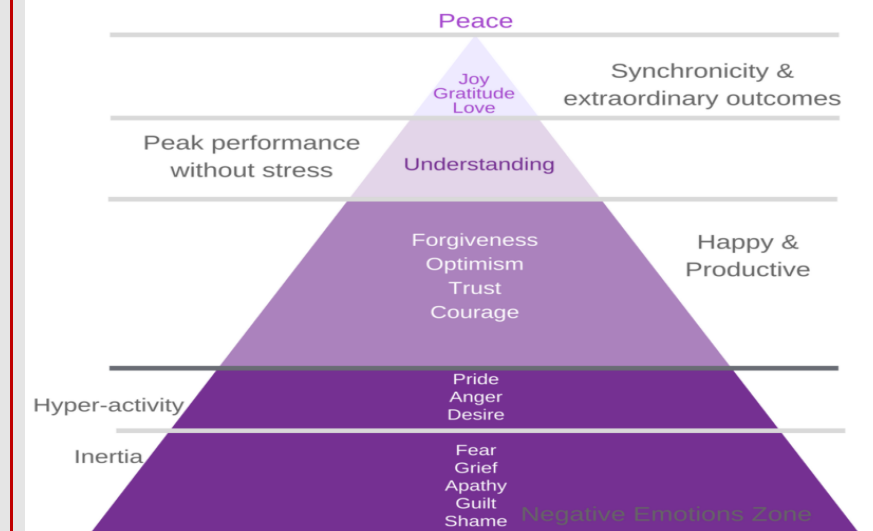 Peace
Joy
Gratitude
Love
Synchronicity &
extraordinary outcomes
Peak performance
without stress
Understanding
Forgiveness
Optimism
Trust
Courage
Happy &
Productive
Hyper-activity
Pride
Anger
Desire
Inertia
Fear
Grief
Apathy
Guilt
Shame
Negative Emotions Zone